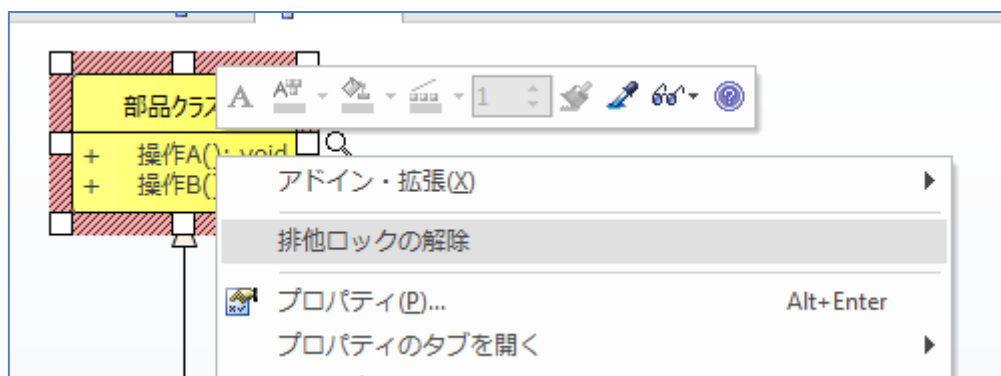 部品クラス
A
1
+ 操作A(): void
+ 操作B()
アドイン・拡張(X)
排他ロックの解除
プロパティ(P)... Alt+Enter
プロパティのタブを開く